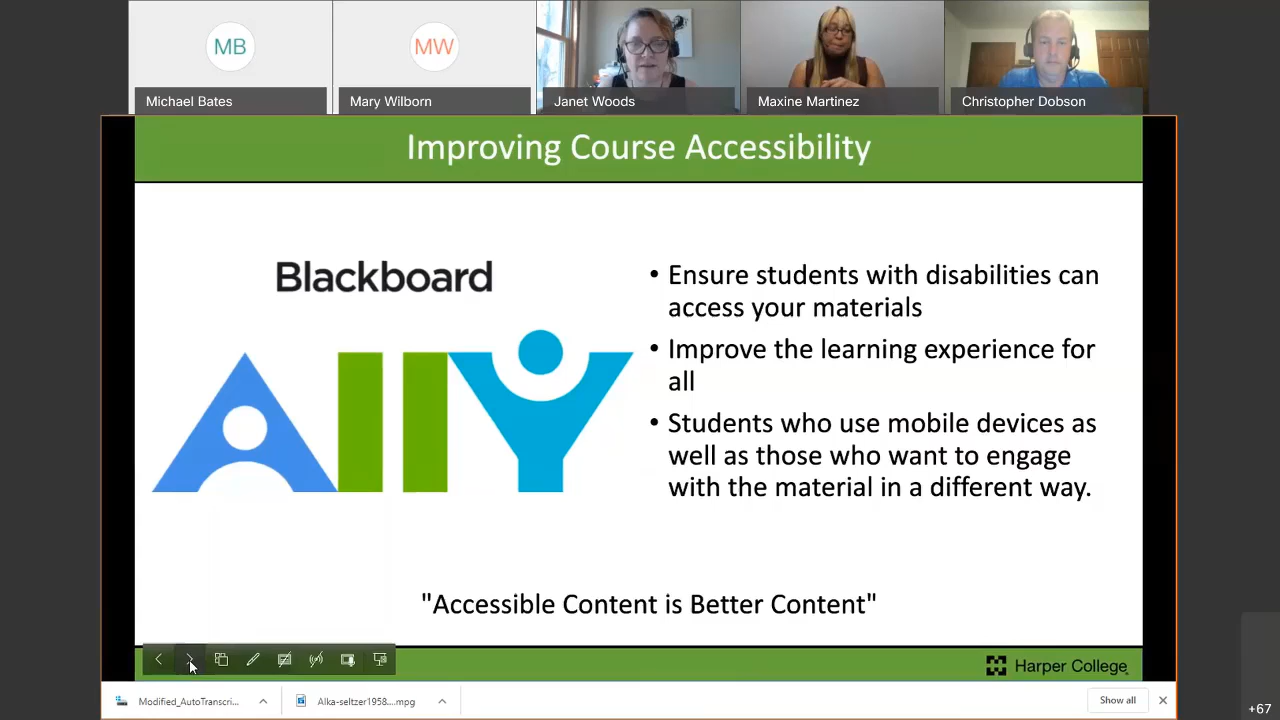 MB
MW
Michael Bates
Mary Wilborn
Janet Woods
Maxine Martinez
Christopher Dobson
Improving Course Accessibility
Blackboard
Ally
• Ensure students with disabilities can
access your materials
• Improve the learning experience for
all
• Students who use mobile devices as
well as those who want to engage
with the material in a different way.
"Accessible Content is Better Content"
Harper College
Modified_AutoTranscri...
Alka-seltzer1958....mpg
Show all
+67